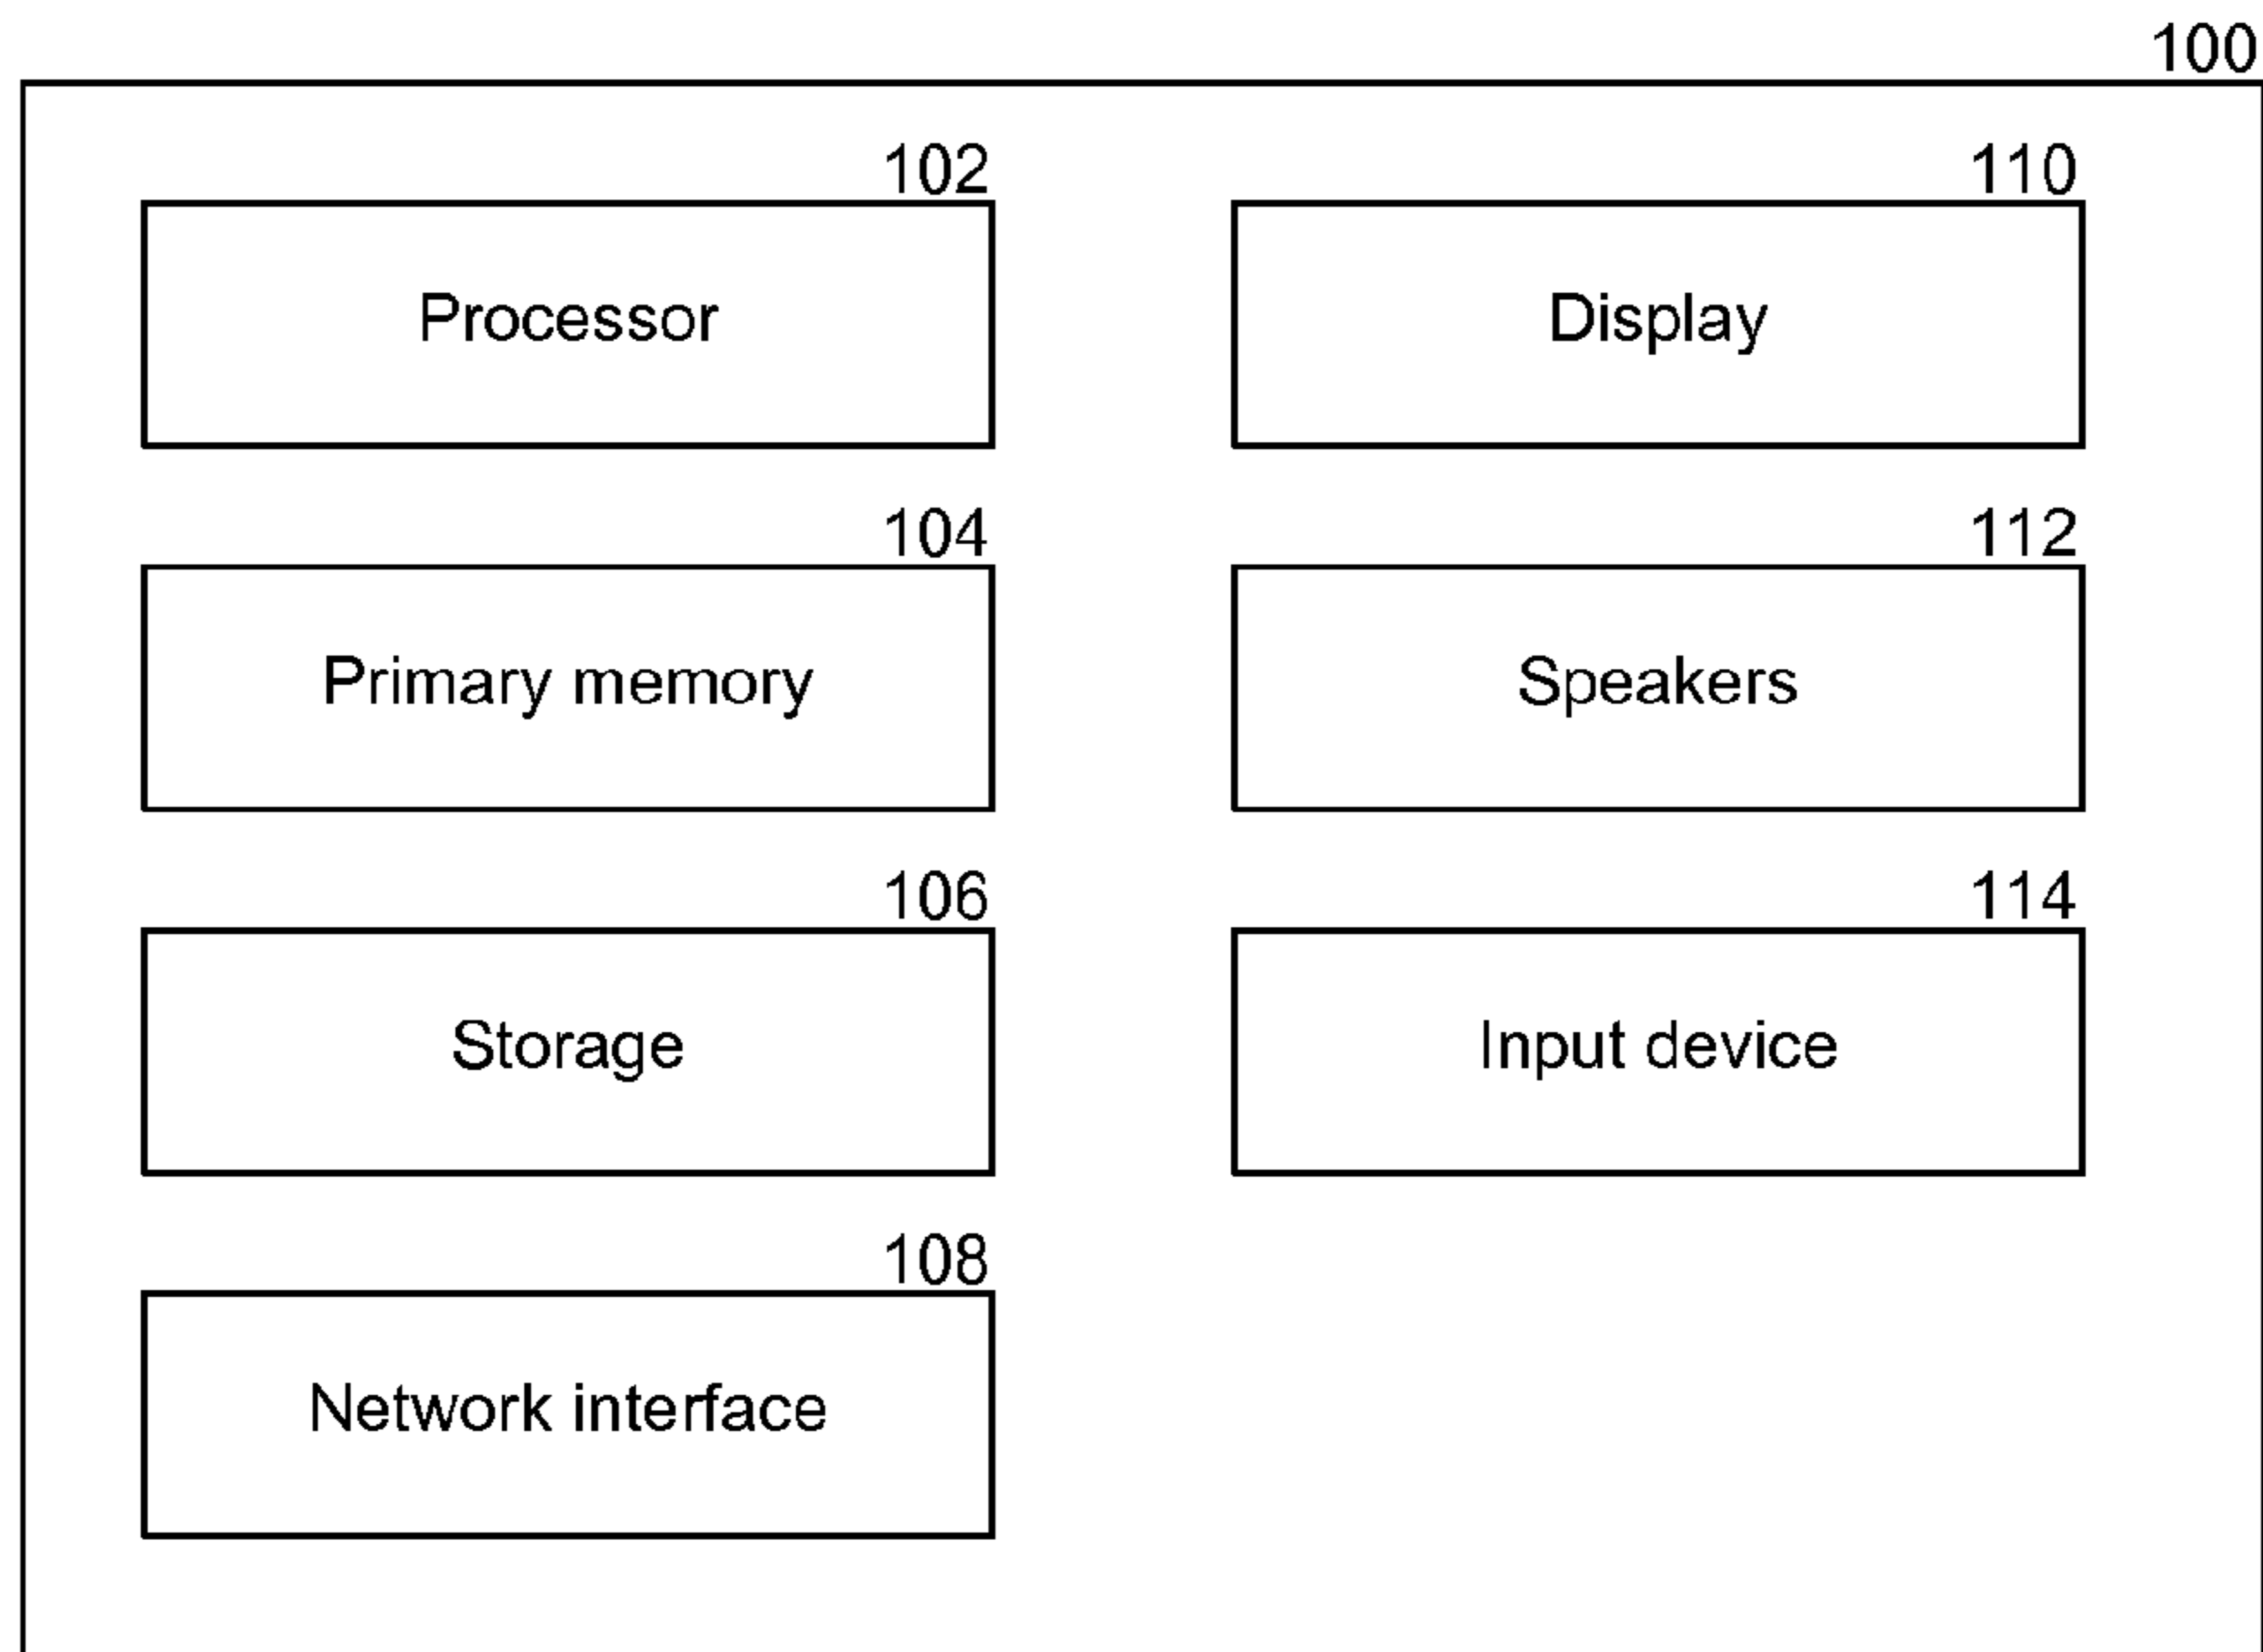 100
102
Processor
110
Display
104
Primary memory
112
Speakers
106
Storage
114
Input device
108
Network interface